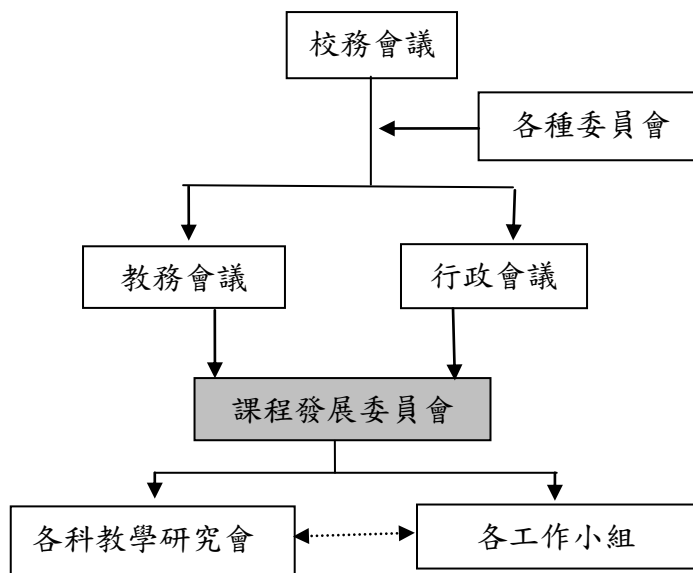 校務會議
各種委員會
教務會議
行政會議
課程發展委員會
各科教學研究會
各工作小組